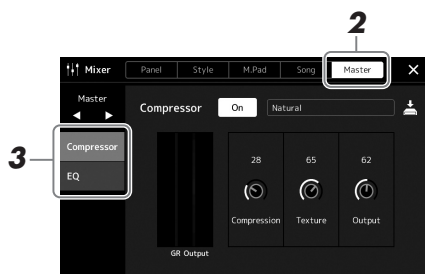 2
Mixer Panel Style M.Pad Song Master
Master
Compressor On Natural
3
Compressor
EQ
28 65 62
Compression Texture Output
GR Output